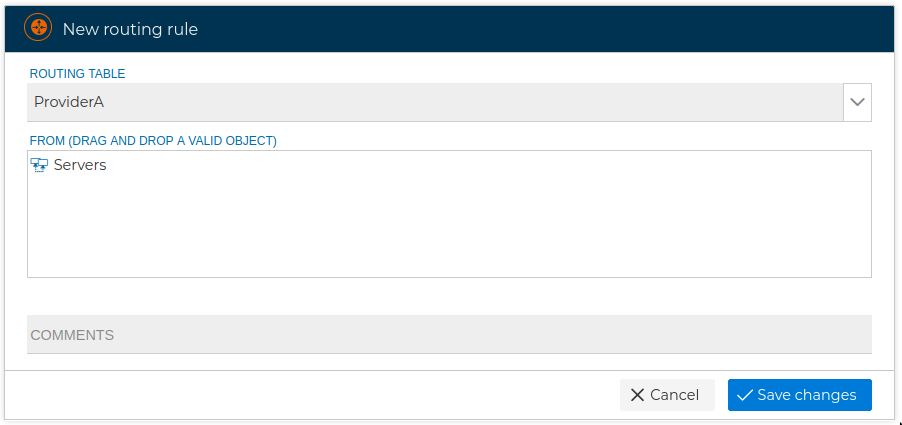 New routing rule
ROUTING TABLE
ProviderA
FROM (DRAG AND DROP A VALID OBJECT)
Servers
COMMENTS
Cancel
Save changes